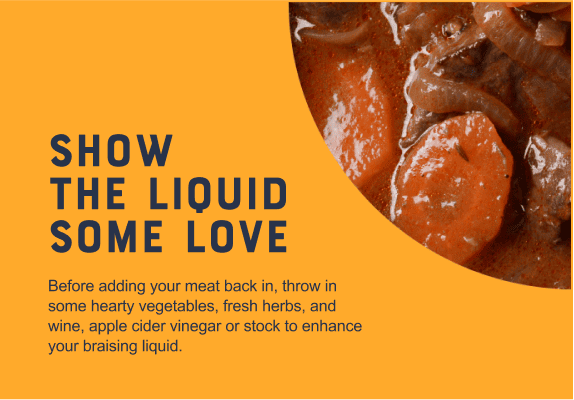 SHOW
THE LIQUID
SOME LOVE
Before adding your meat back in, throw in
some hearty vegetables, fresh herbs, and
wine, apple cider vinegar or stock to enhance
your braising liquid.